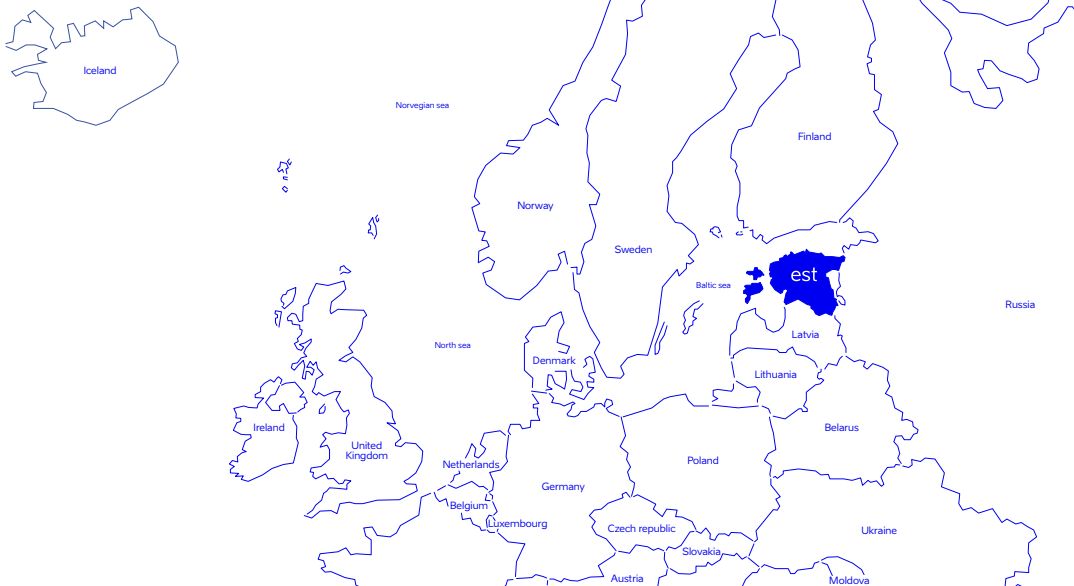 Iceland
Norwegian sea
Finland
Norway
Sweden
est
Baltic sea
Russia
Latvia
North sea
Denmark
Lithuania
Ireland
Belarus
United
Kingdom
Poland
Netherlands
Germany
Belgium
Luxembourg
Czech republic
Ukraine
Slovakia
Austria
Moldova